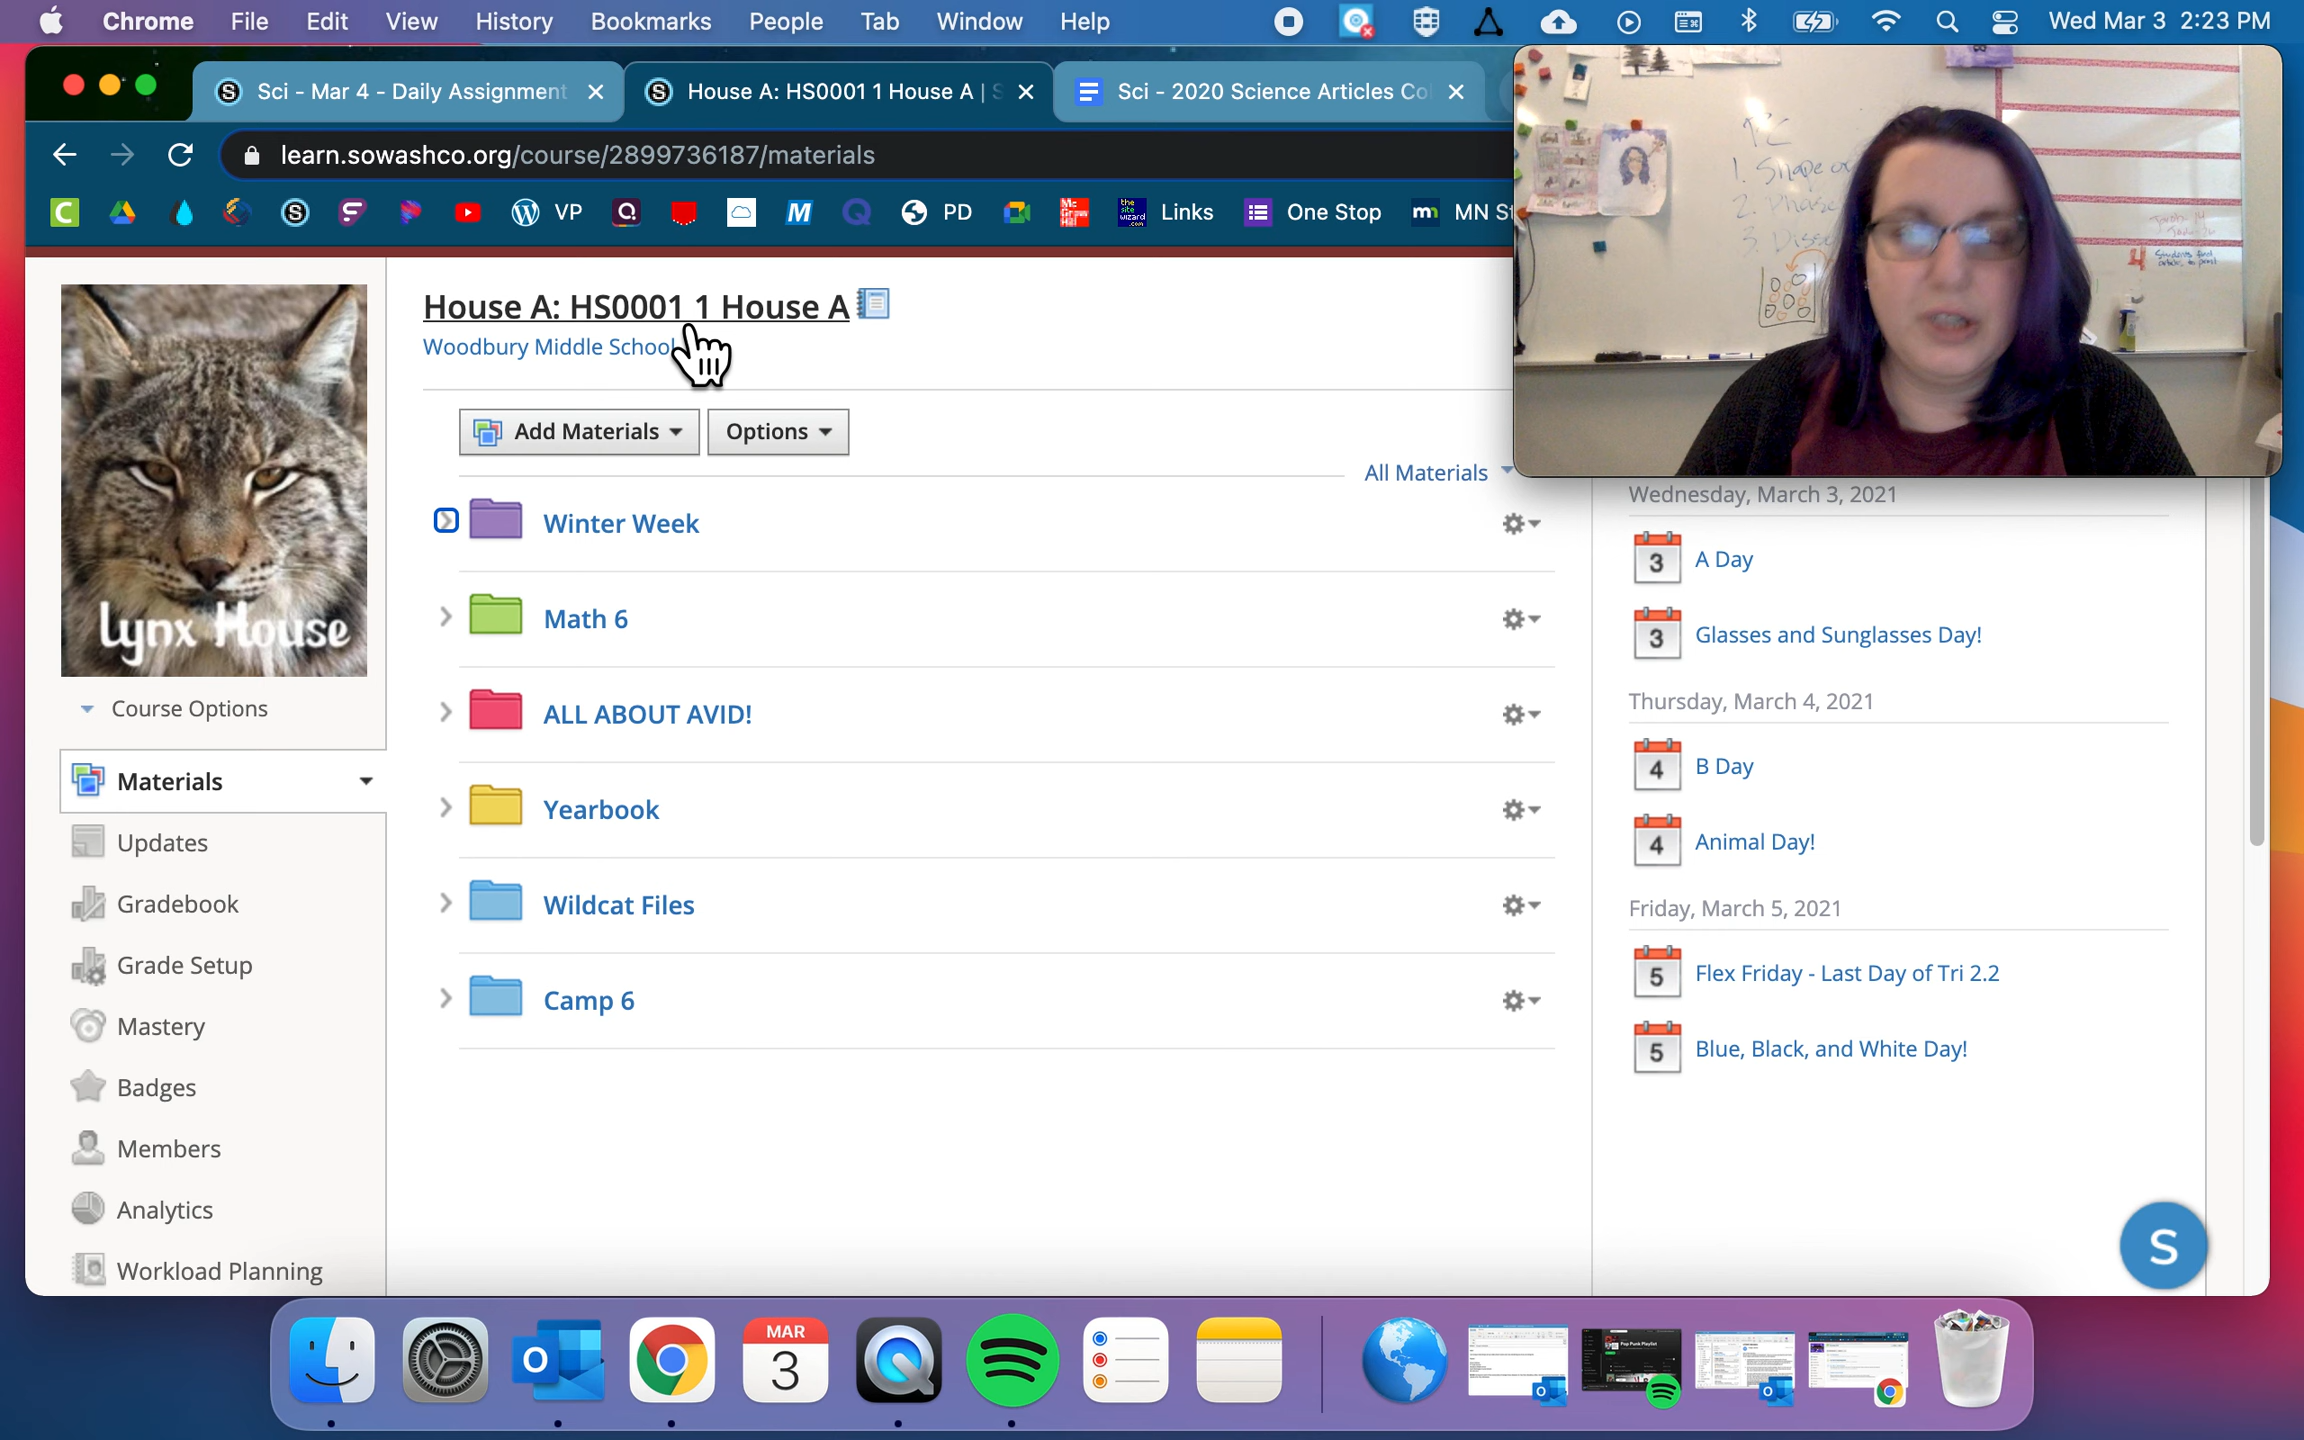 Chrome File Edit View History Bookmarks People Tab Window Help Wed Mar 3 2:23 PM
Sci - Mar 4 - Daily Assignment
House A: HS0001 1 House A | S
Sci - 2020 Science Articles Co
learn.sowashco.org/course/2899736187/materials
VP
PD
Links
One Stop
MN St
House A: HS0001 1 House A
Woodbury Middle School
Add Materials
Options
All Materials
Winter Week
Math 6
ALL ABOUT AVID!
Yearbook
Wildcat Files
Camp 6
Lynx House
Course Options
Materials
Updates
Gradebook
Grade Setup
Mastery
Badges
Members
Analytics
Workload Planning
1. Shape
2. Phase
3. Disso
Wednesday, March 3, 2021
3 A Day
3 Glasses and Sunglasses Day!
Thursday, March 4, 2021
4 B Day
4 Animal Day!
Friday, March 5, 2021
5 Flex Friday - Last Day of Tri 2.2
5 Blue, Black, and White Day!
S
MAR
3